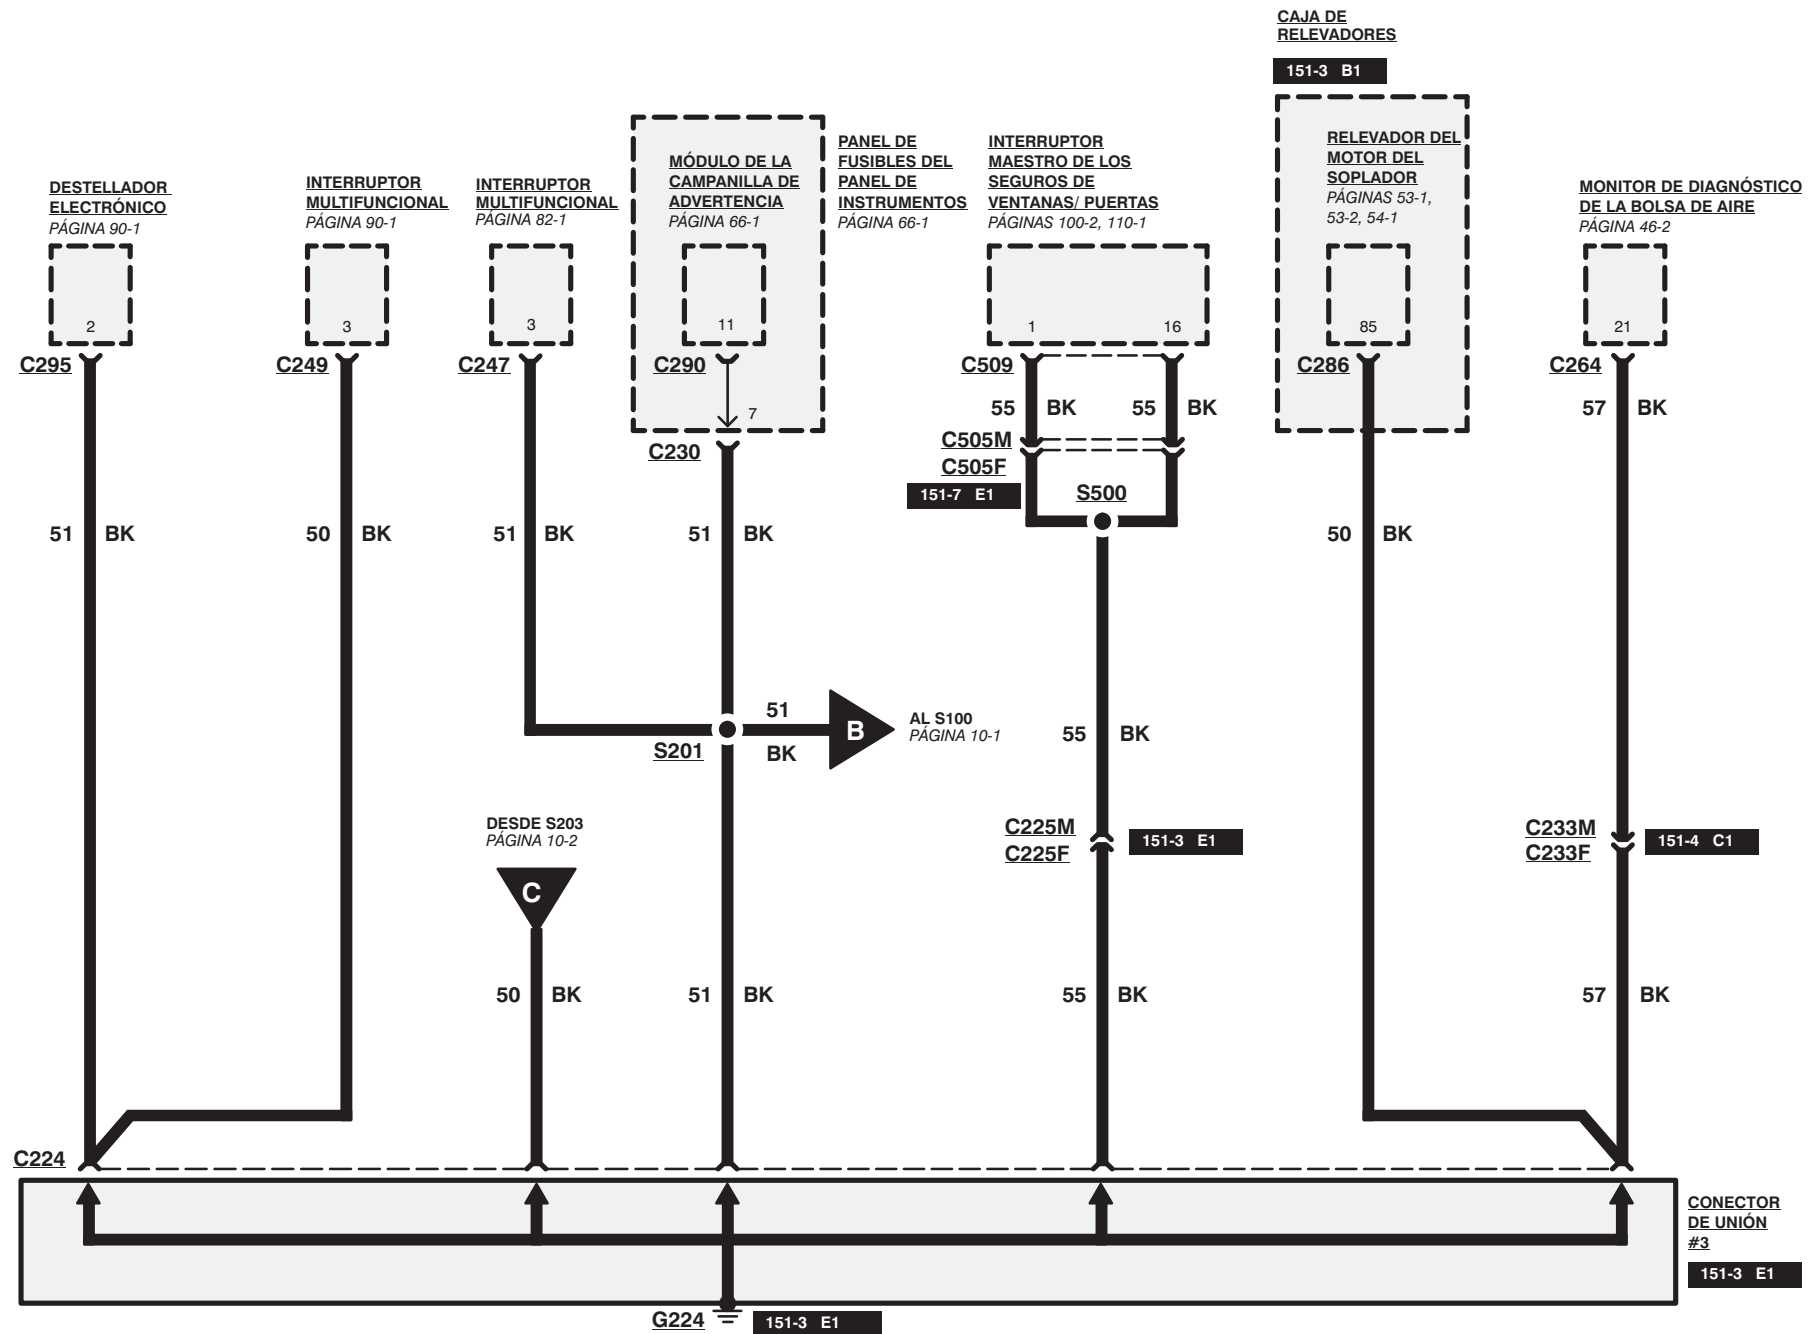 CAJA DE
RELEVADORES
151-3 B1
DESTELLADOR
ELECTRÓNICO
PÁGINA 90-1
INTERRUPTOR
MULTIFUNCIONAL
PÁGINA 90-1
INTERRUPTOR
MULTIFUNCIONAL
PÁGINA 82-1
MÓDULO DE LA
CAMPANILLA DE
ADVERTENCIA
PÁGINA 66-1
PANEL DE
FUSIBLES DEL
PANEL DE
INSTRUMENTOS
PÁGINA 66-1
INTERRUPTOR
MAESTRO DE LOS
SEGUROS DE
VENTANAS/ PUERTAS
PÁGINAS 100-2, 110-1
RELEVADOR DEL
MOTOR DEL
SOPLADOR
PÁGINAS 53-1,
53-2, 54-1
MONITOR DE DIAGNÓSTICO
DE LA BOLSA DE AIRE
PÁGINA 46-2
2
3
3
11
1
16
85
21
C295
C249
C247
C290
C509
C286
C264
7
55 BK
55 BK
57 BK
C230
C505M
C505F
151-7 E1
S500
51 BK
50 BK
51 BK
51 BK
50 BK
51
BK
B
AL S100
PÁGINA 10-1
S201
55 BK
DESDE S203
PÁGINA 10-2
C
C225M
C225F
151-3 E1
C233M
C233F
151-4 C1
50 BK
51 BK
55 BK
57 BK
C224
CONECTOR
DE UNIÓN
#3
151-3 E1
G224
151-3 E1